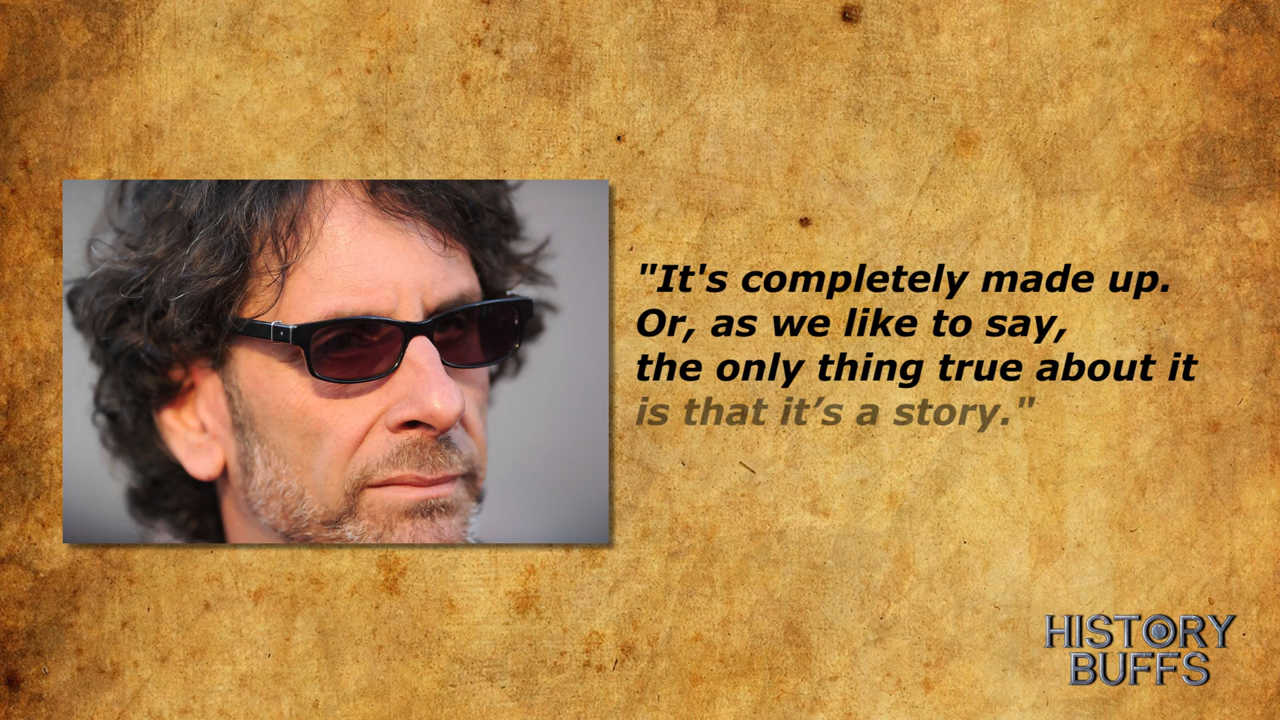 "It's completely made up.
Or, as we like to say,
the only thing true about it
is that it’s a story."
HISTORY
BUFFS